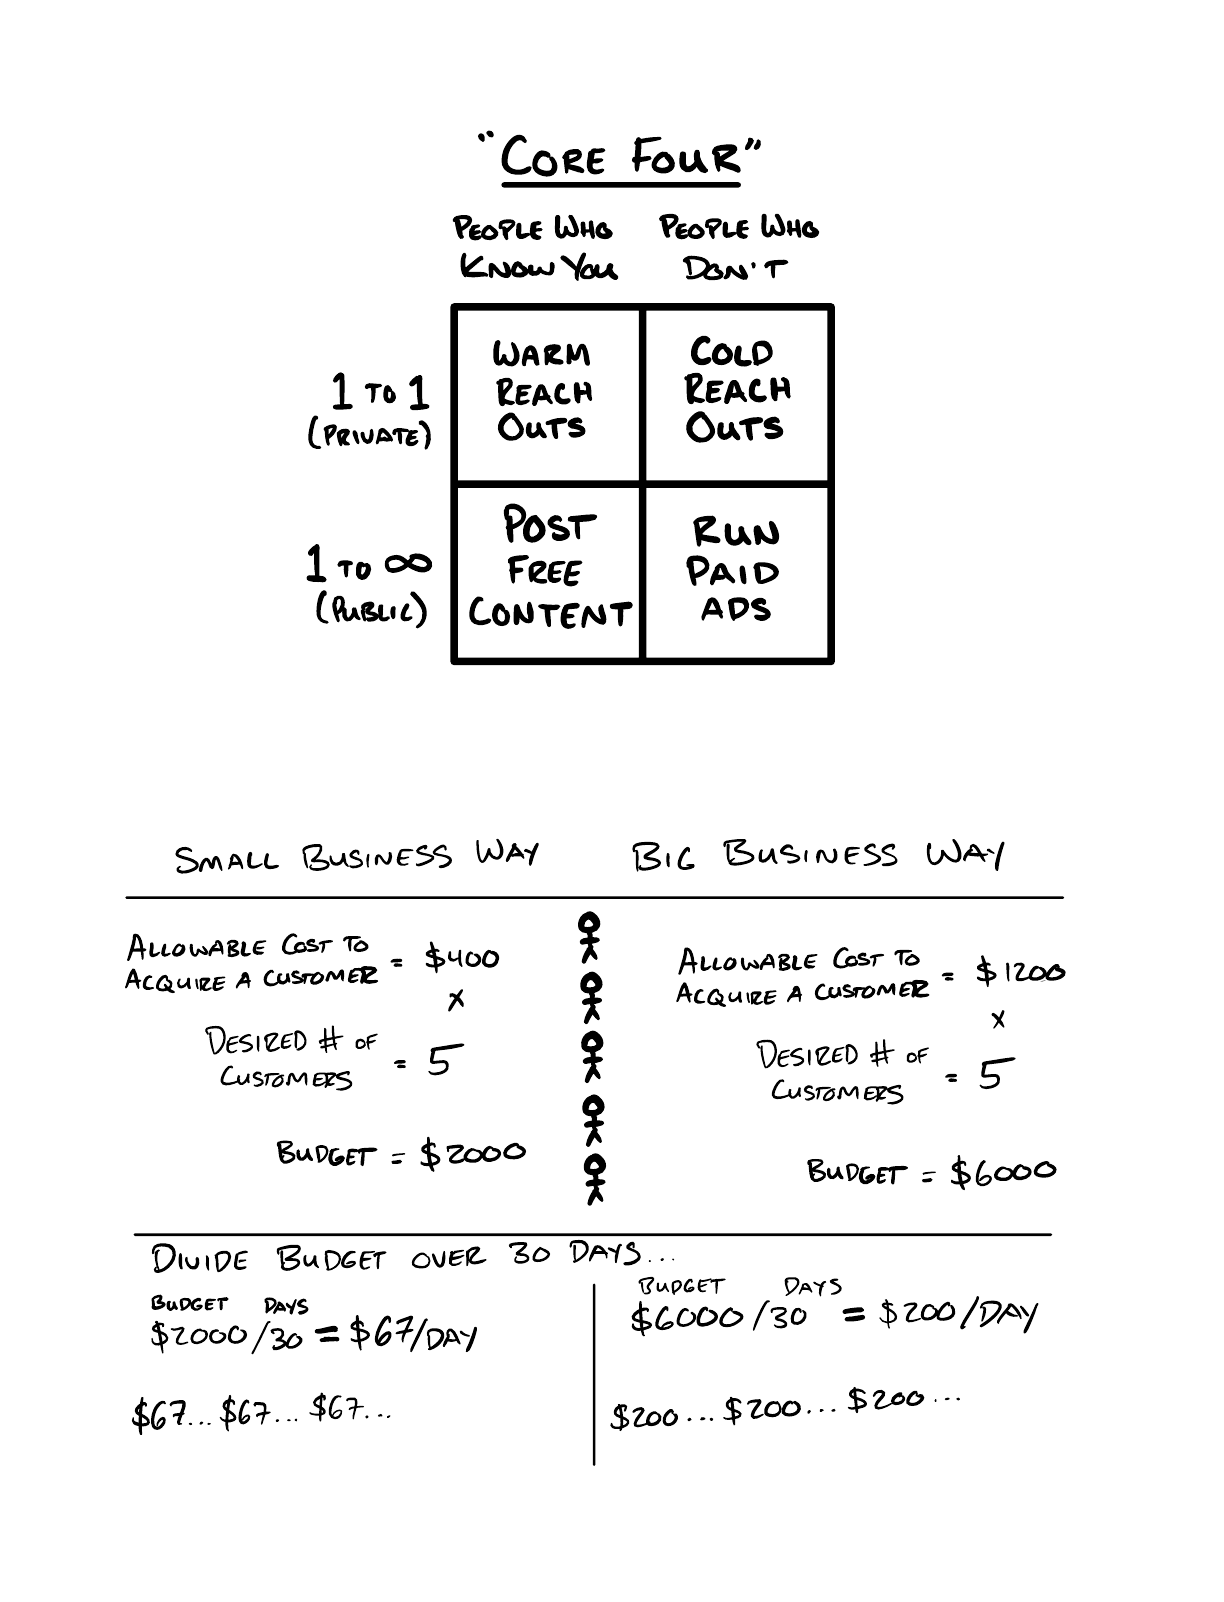 "CORE FOUR"
PEOPLE WHO PEOPLE WHO
KNOW YOU DON'T
1 TO 1
(PRIVATE)
WARM
REACH
OUTS
COLD
REACH
OUTS
1 TO ∞
(PUBLIC)
POST
FREE
CONTENT
RUN
PAID
ADS
SMALL BUSINESS WAY BIG BUSINESS WAY
ALLOWABLE COST TO
ACQUIRE A CUSTOMER = $400
x
DESIRED # OF
CUSTOMERS = 5
BUDGET = $2000
ALLOWABLE COST TO
ACQUIRE A CUSTOMER = $1200
x
DESIRED # OF
CUSTOMERS = 5
BUDGET = $6000
DIVIDE BUDGET OVER 30 DAYS...
BUDGET DAYS
$2000/30 = $67/DAY
$67... $67... $67...
BUDGET DAYS
$6000/30 = $200/DAY
$200... $200... $200...